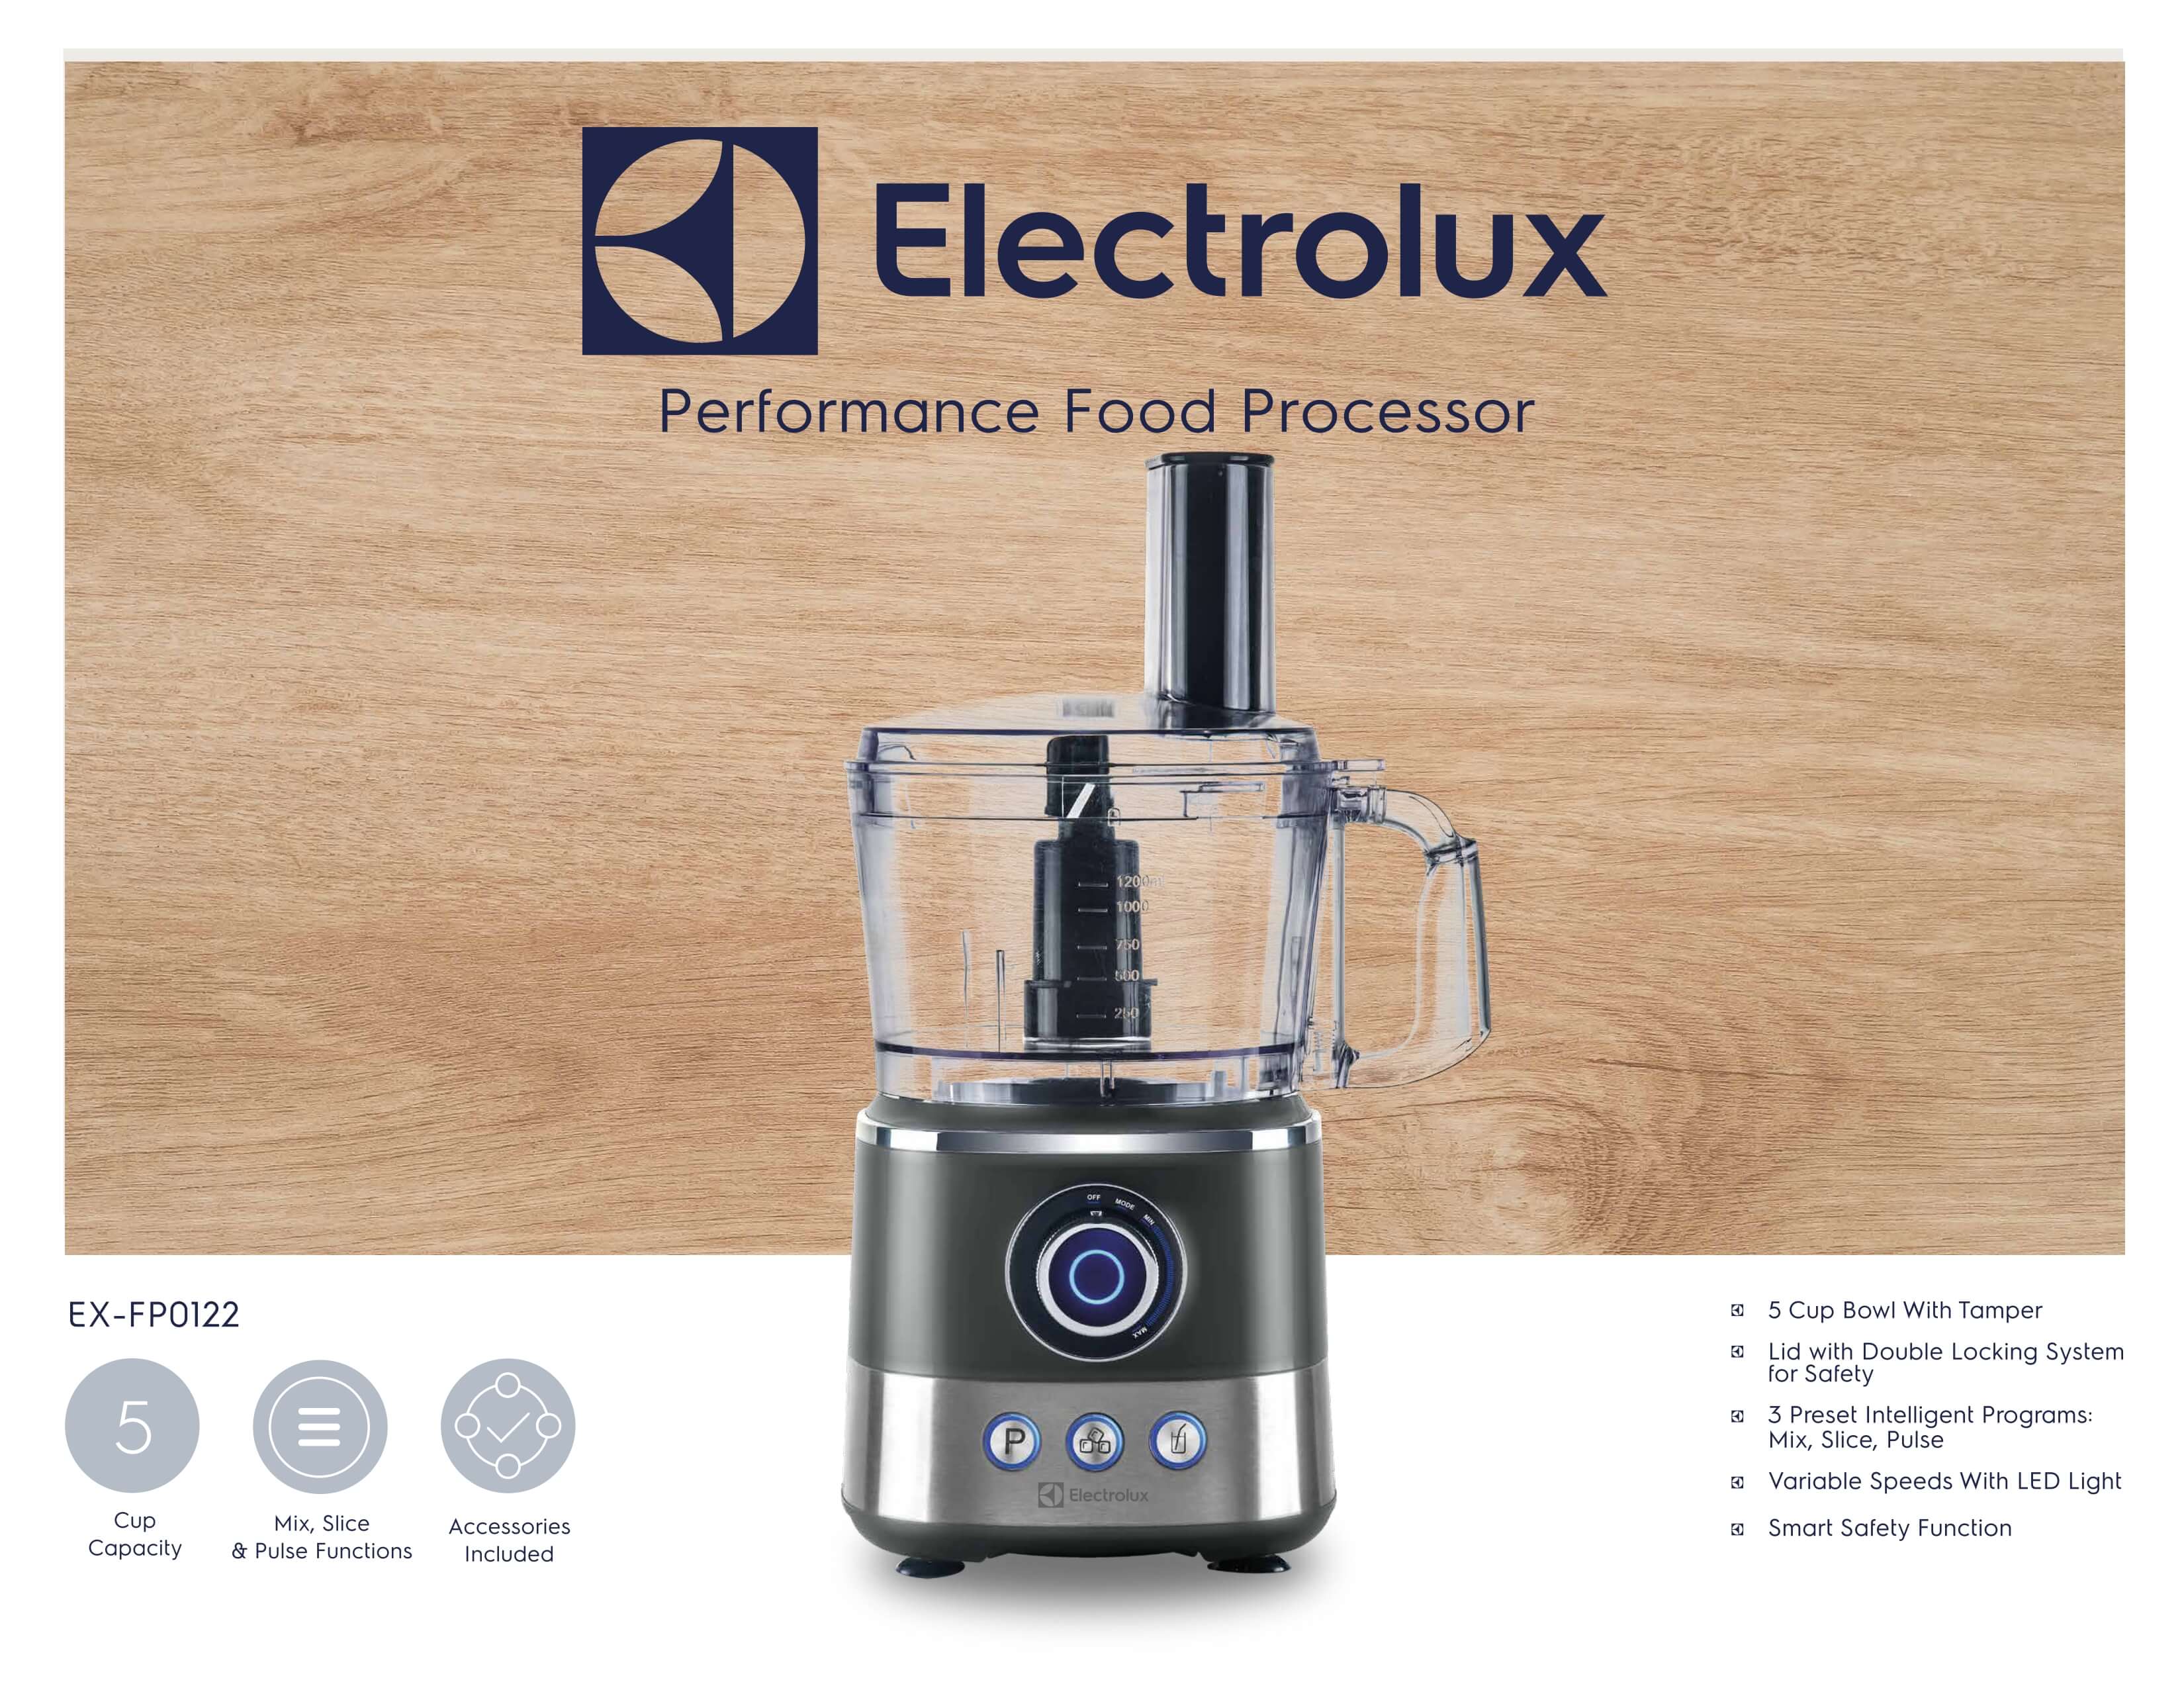 Electrolux
Performance Food Processor
1200ml
1000
750
500
250
OFF MODE MIN
MAX
P
Electrolux
EX-FP0122
5
Cup
Capacity
Mix, Slice
& Pulse Functions
Accessories
Included
5 Cup Bowl With Tamper
Lid with Double Locking System
for Safety
3 Preset Intelligent Programs:
Mix, Slice, Pulse
Variable Speeds With LED Light
Smart Safety Function